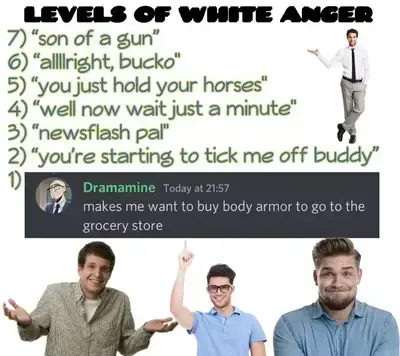 LEVELS OF WHITE ANGER
7) “son of a gun”
6) “allllright, bucko”
5) “you just hold your horses"
4) “well now wait just a minute"
3) “newsflash pal”
2) “you’re starting to tick me off buddy”
1)
Dramamine Today at 21:57
makes me want to buy body armor to go to the
grocery store